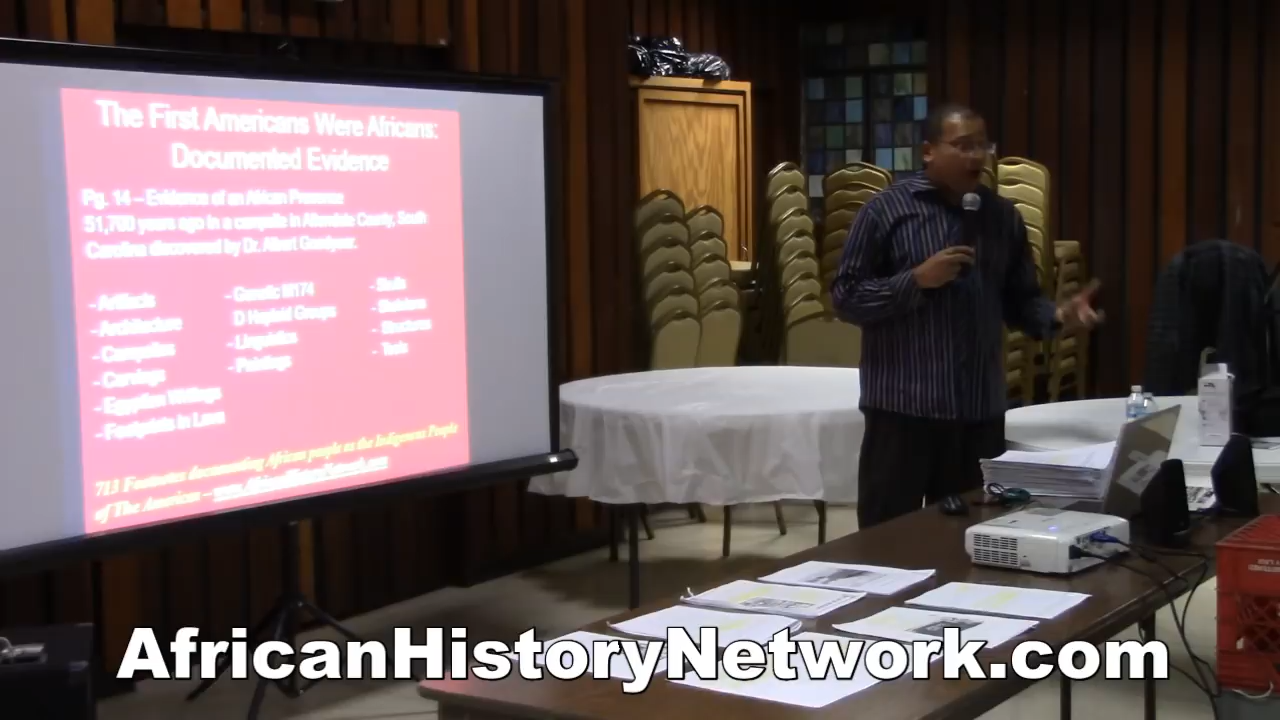 The First Americans Were Africans:
Documented Evidence
Pg. 14 – Evidence of an African Presence
51,700 years ago in a campsite in Allendale County, South
Carolina discovered by Dr. Albert Goodyear.
- Artifacts
- Architecture
- Campsites
- Carvings
- Egyptian Writings
- Footprints in Lava
- Genetic M174
D Haploid Groups
- Linguistics
- Paintings
- Skulls
- Skeletons
- Structures
- Tools
713 Footnotes documenting African people as the Indigenous People
of The Americas – www.AfricanHistoryNetwork.com
AfricanHistoryNetwork.com